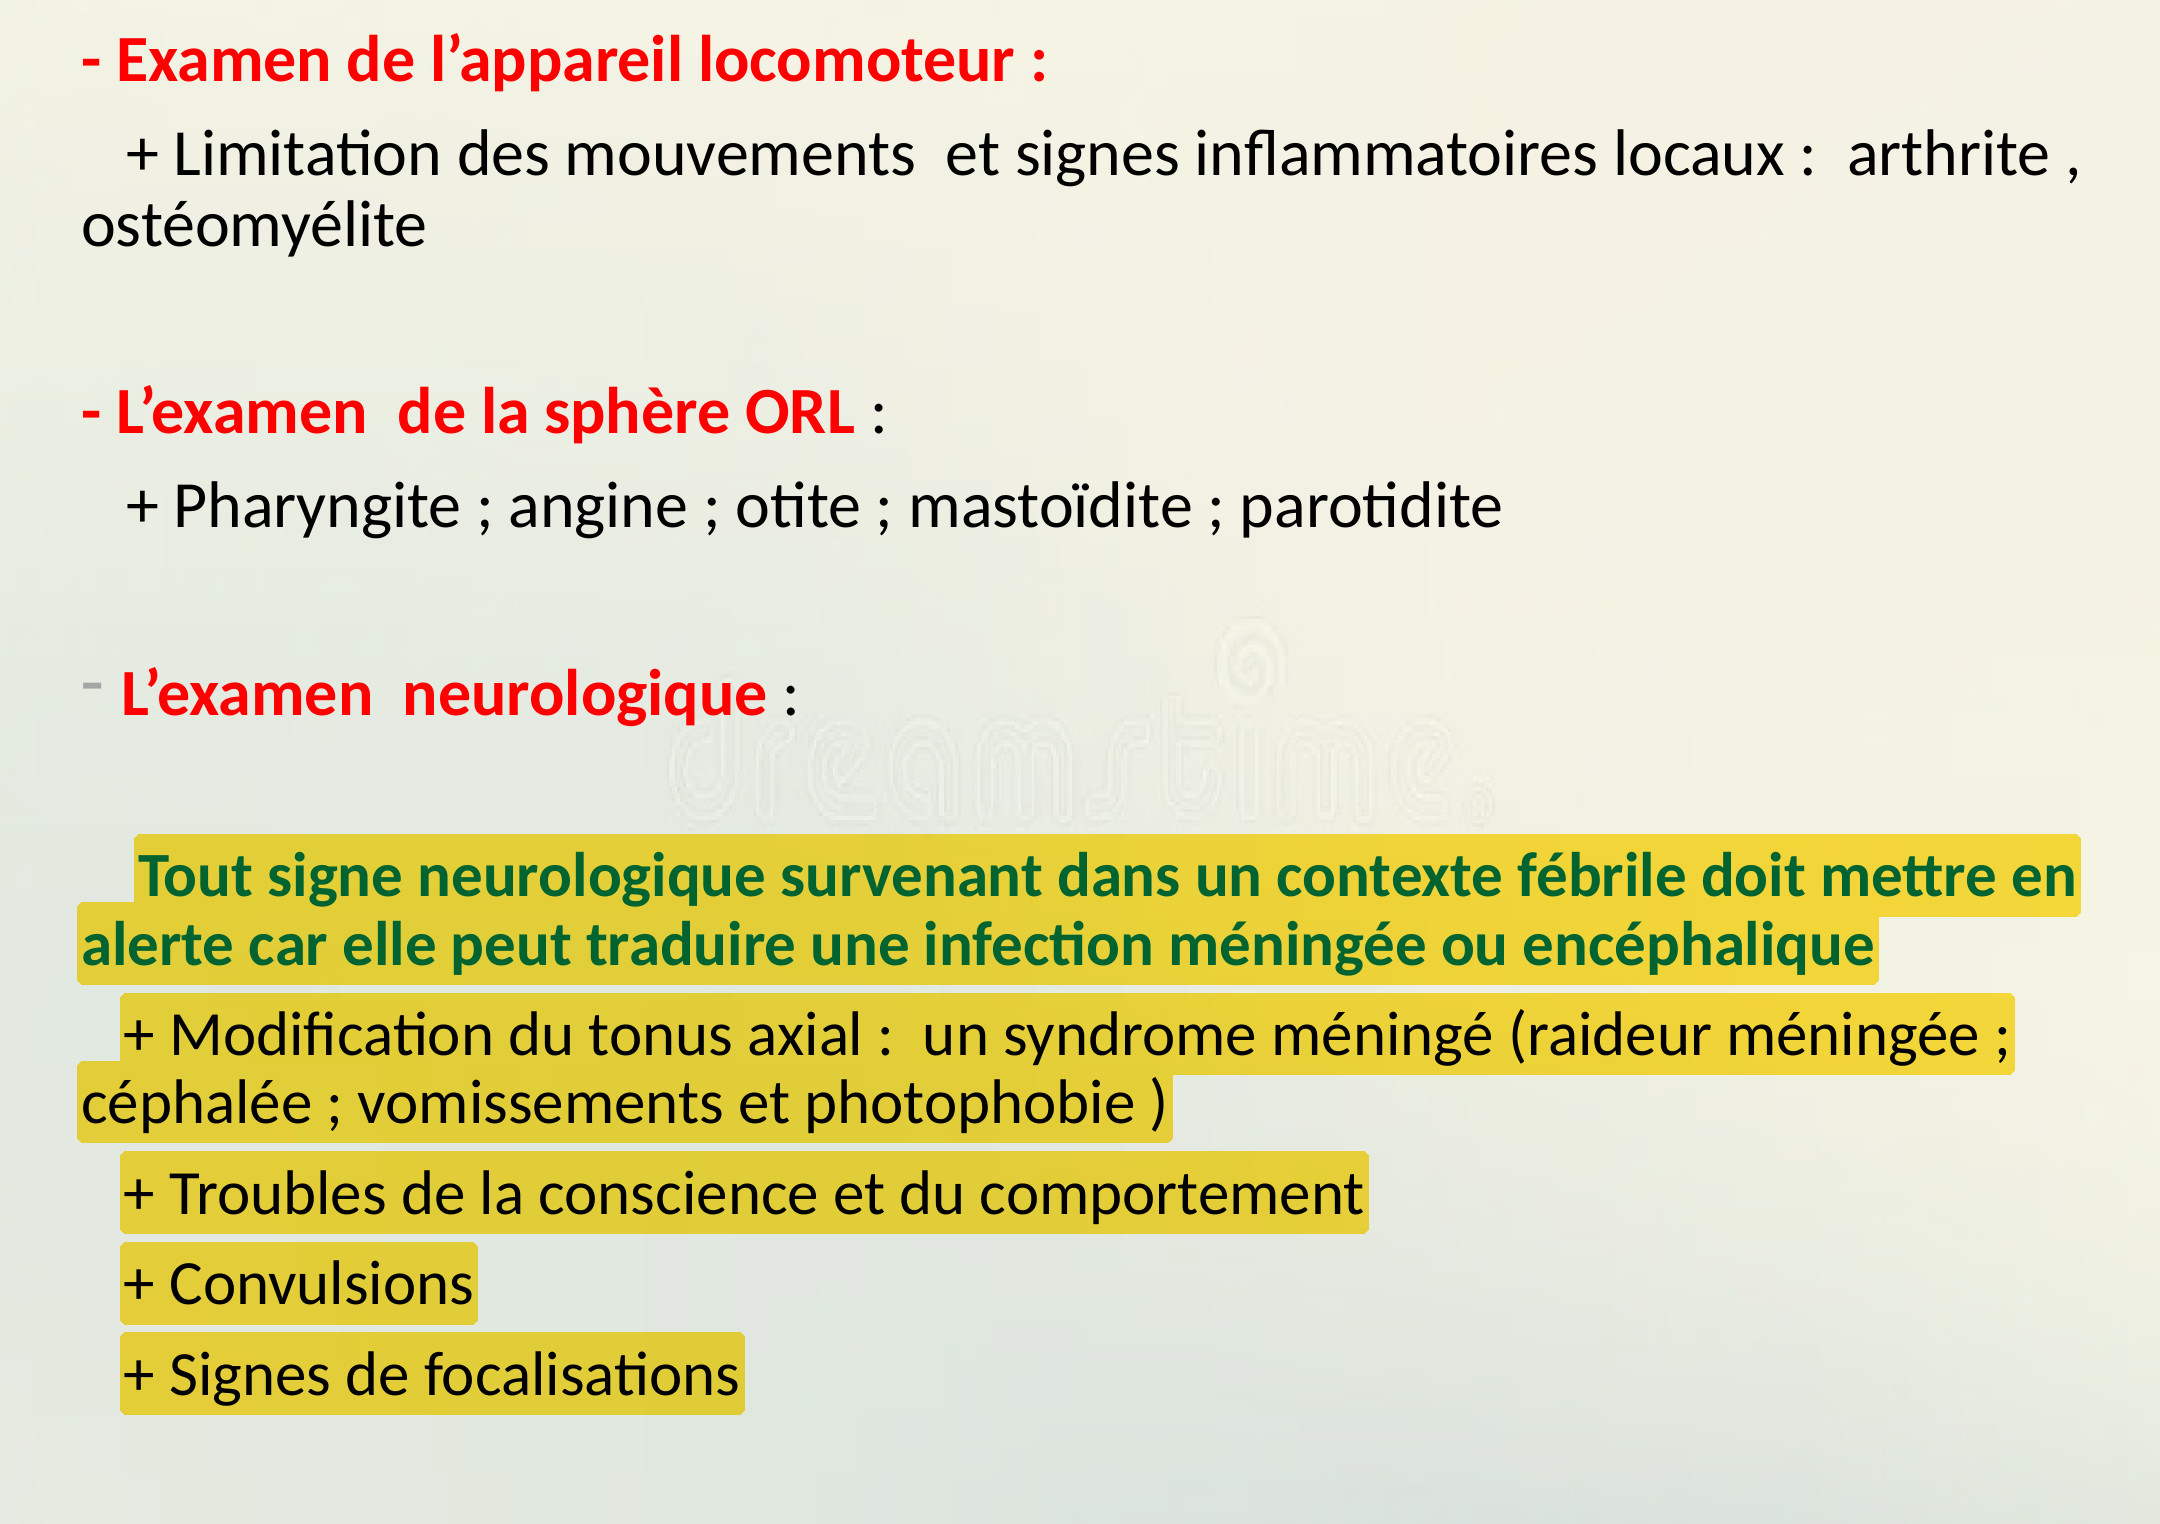 - Examen de l’appareil locomoteur :
+ Limitation des mouvements  et signes inflammatoires locaux :  arthrite ,
ostéomyélite
- L’examen  de la sphère ORL :
+ Pharyngite ; angine ; otite ; mastoïdite ; parotidite
- L’examen  neurologique :
dreamstime®
Tout signe neurologique survenant dans un contexte fébrile doit mettre en
alerte car elle peut traduire une infection méningée ou encéphalique
+ Modification du tonus axial :  un syndrome méningé (raideur méningée ;
céphalée ; vomissements et photophobie )
+ Troubles de la conscience et du comportement
+ Convulsions
+ Signes de focalisations